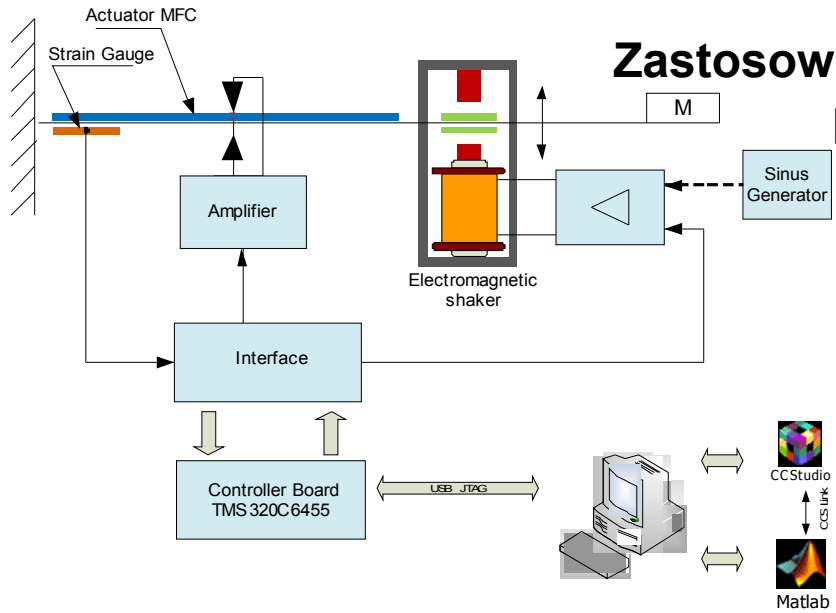 Actuator MFC
Strain Gauge
Zastosow
M
Sinus
Generator
Amplifier
Electromagnetic
shaker
Interface
Controller Board
TMS320C6455
USB JTAG
CCStudio
CCS Link
Matlab